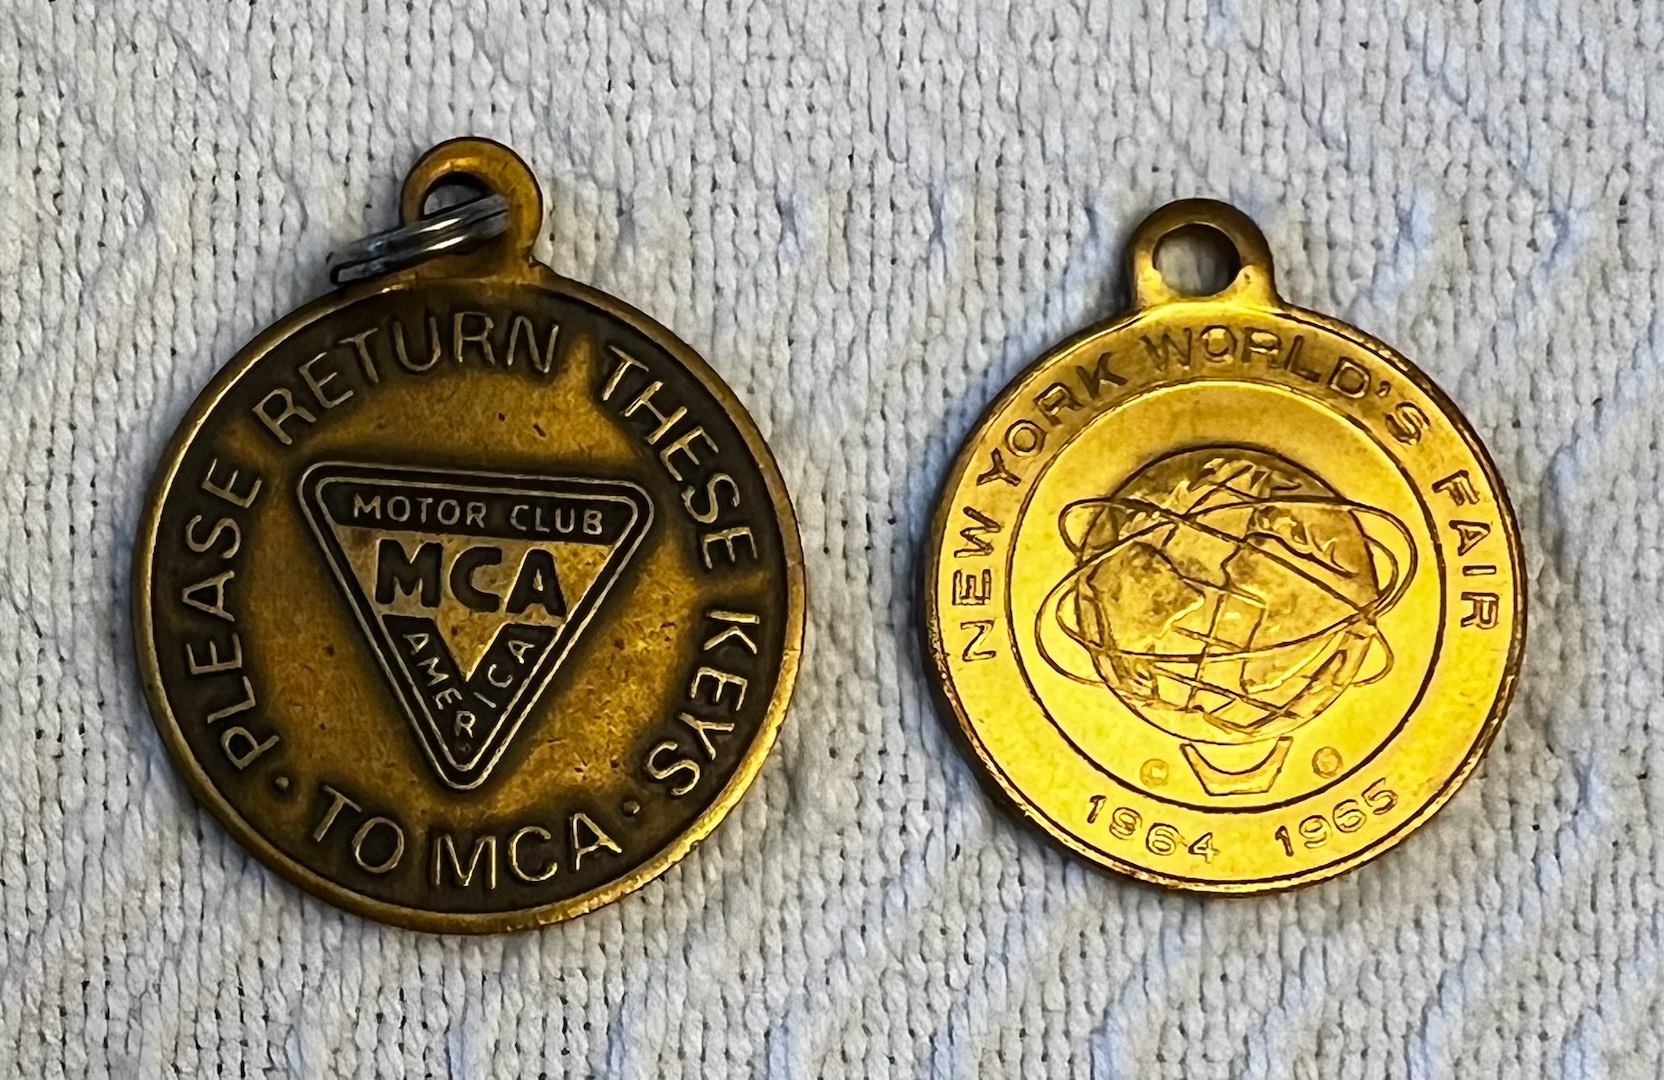 PLEASE RETURN THESE KEYS
· TO MCA ·
MOTOR CLUB
MCA
AMERICA
NEW YORK WORLD'S FAIR
©
1964 1965